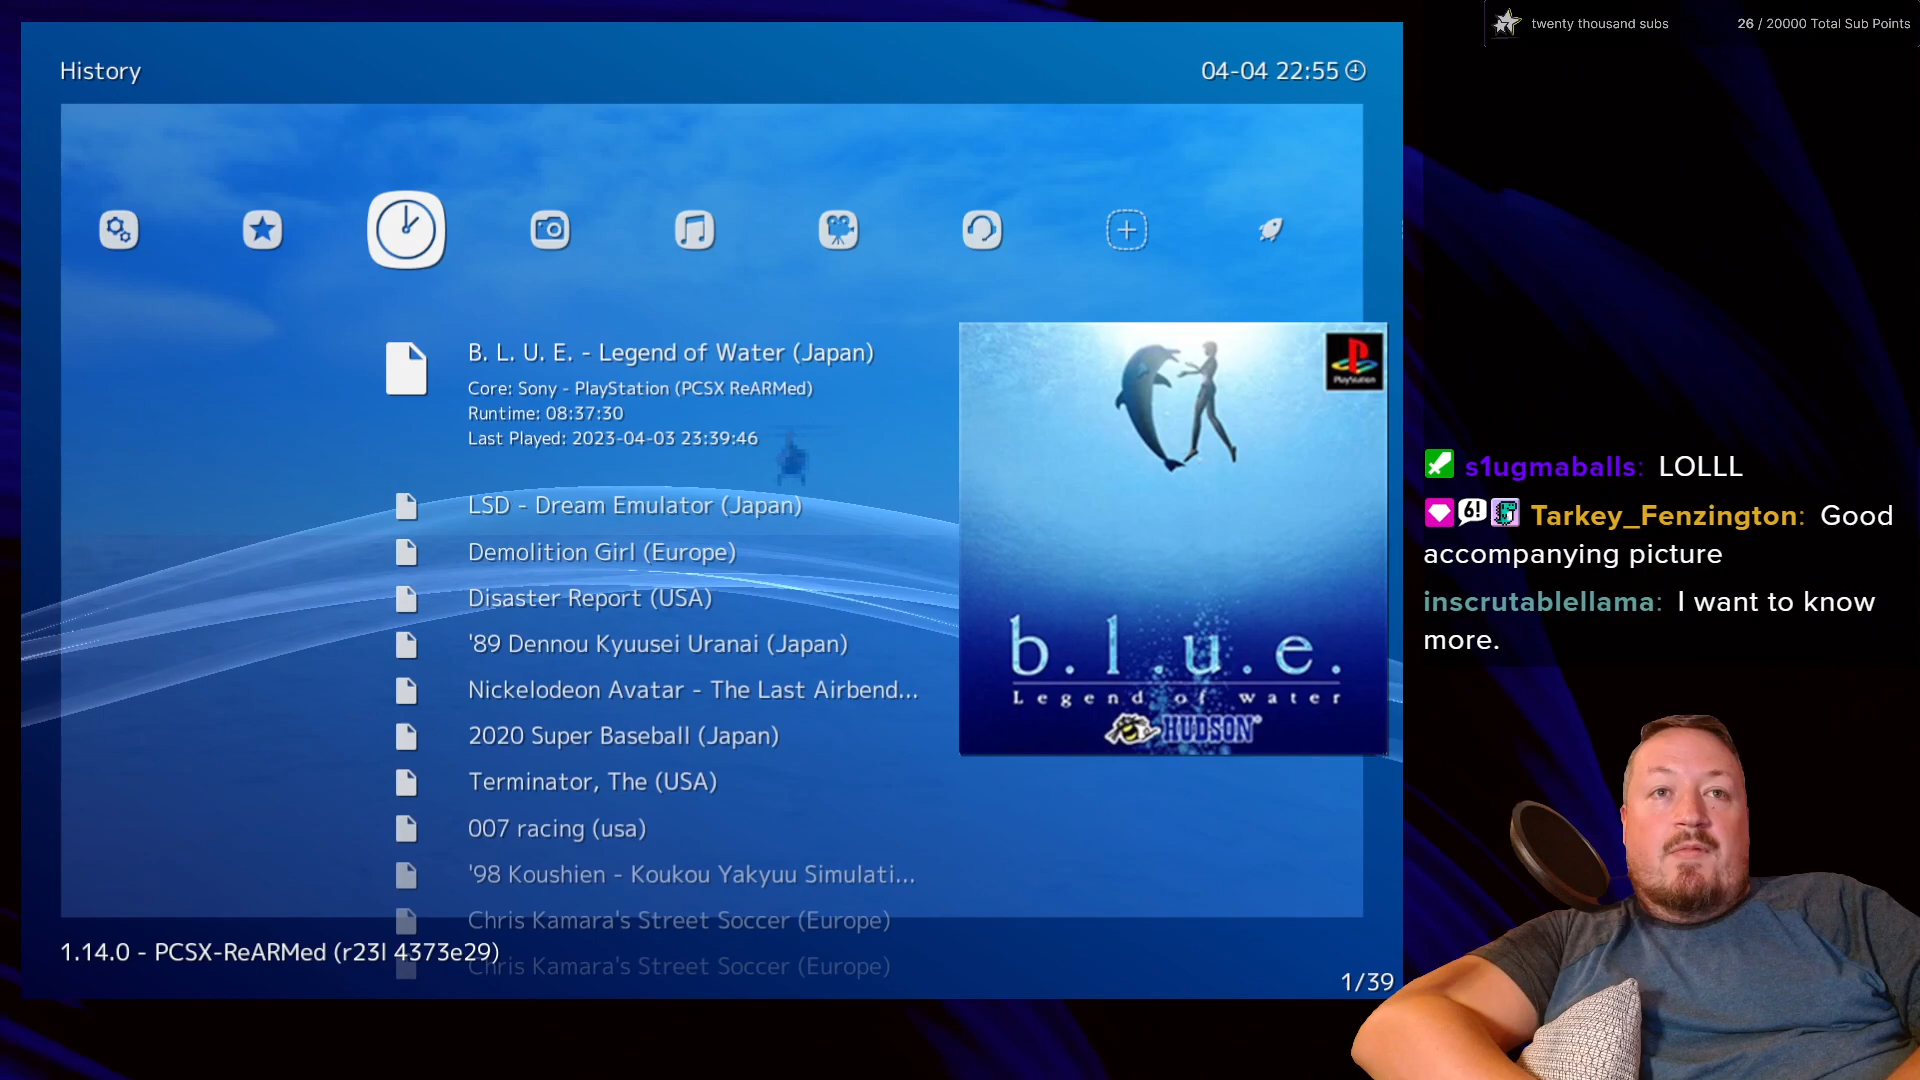 twenty thousand subs
26 / 20000 Total Sub Points
History
04-04 22:55
B. L. U. E. - Legend of Water (Japan)
Core: Sony - PlayStation (PCSX ReARMed)
Runtime: 08:37:30
Last Played: 2023-04-03 23:39:46
LSD - Dream Emulator (Japan)
Demolition Girl (Europe)
Disaster Report (USA)
'89 Dennou Kyuusei Uranai (Japan)
Nickelodeon Avatar - The Last Airbend...
2020 Super Baseball (Japan)
Terminator, The (USA)
007 racing (usa)
'98 Koushien - Koukou Yakyuu Simulati...
Chris Kamara's Street Soccer (Europe)
Chris Kamara's Street Soccer (Europe)
1.14.0 - PCSX-ReARMed (r23l 4373e29)
1/39
PlayStation
b.l.u.e.
Legend of water
HUDSON®
s1ugmaballs: LOLLL
6! Tarkey_Fenzington: Good
accompanying picture
inscrutablellama: I want to know
more.